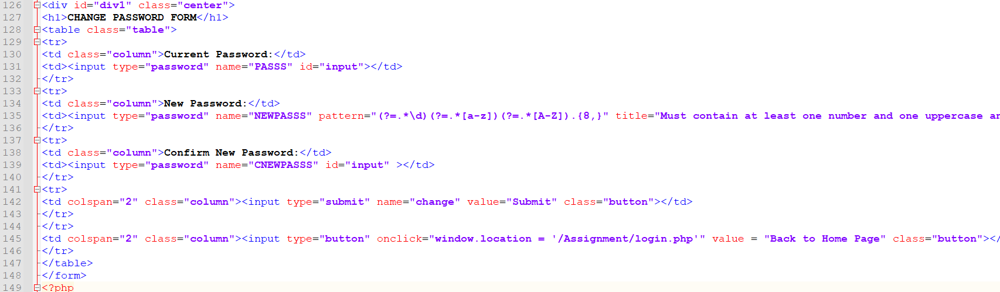 126 <div id="div1" class="center">
127 <h1>CHANGE PASSWORD FORM</h1>
128 <table class="table">
129 <tr>
130 <td class="column">Current Password:</td>
131 <td><input type="password" name="PASSS" id="input"></td>
132 </tr>
133 <tr>
134 <td class="column">New Password:</td>
135 <td><input type="password" name="NEWPASSS" pattern="(?=.*\d)(?=.*[a-z])(?=.*[A-Z]).{8,}" title="Must contain at least one number and one uppercase ar
136 </tr>
137 <tr>
138 <td class="column">Confirm New Password:</td>
139 <td><input type="password" name="CNEWPASSS" id="input" ></td>
140 </tr>
141 <tr>
142 <td colspan="2" class="column"><input type="submit" name="change" value="Submit" class="button"></td>
143 </tr>
144 </tr>
145 <td colspan="2" class="column"><input type="button" onclick="window.location = '/Assignment/login.php'" value = "Back to Home Page" class="button"></
146 </tr>
147 </table>
148 </form>
149 <?php